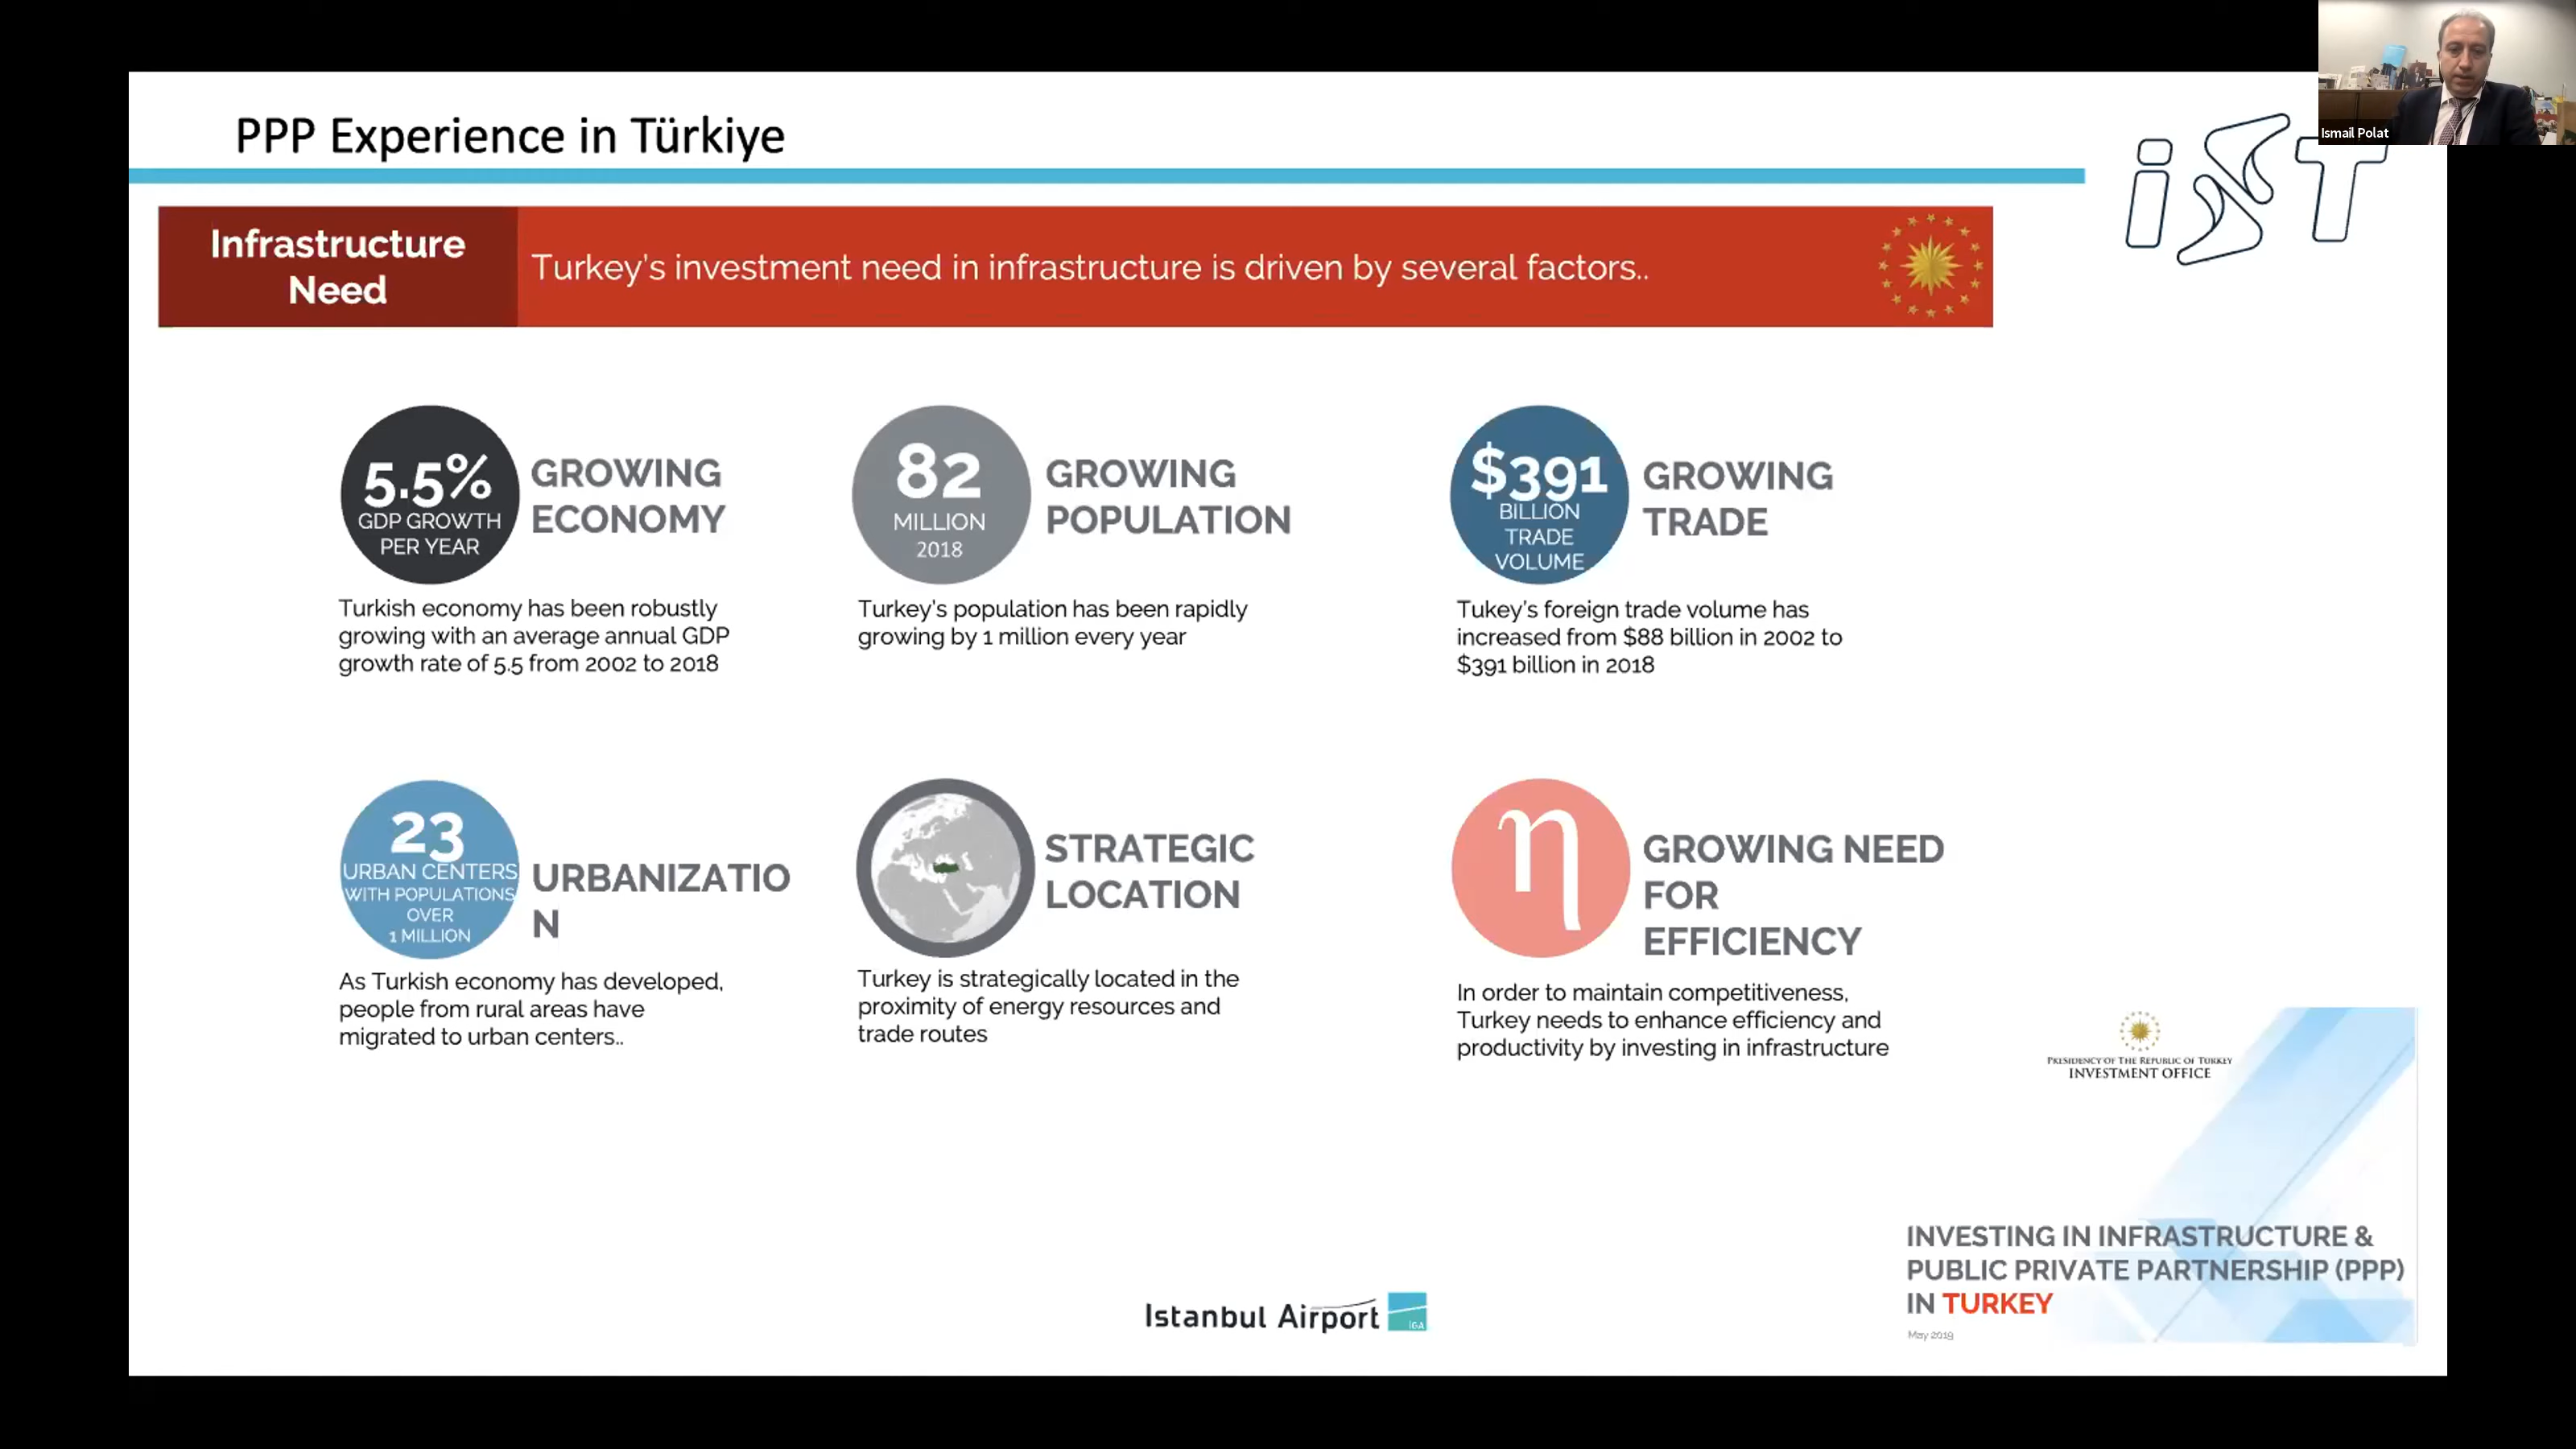 PPP Experience in Türkiye
Ismail Polat
iST
Infrastructure
Need
Turkey's investment need in infrastructure is driven by several factors..
5.5%
GDP GROWTH
PER YEAR
GROWING
ECONOMY
Turkish economy has been robustly
growing with an average annual GDP
growth rate of 5.5 from 2002 to 2018
82
MILLION
2018
GROWING
POPULATION
Turkey's population has been rapidly
growing by 1 million every year
$391
BILLION
TRADE
VOLUME
GROWING
TRADE
Tukey's foreign trade volume has
increased from $88 billion in 2002 to
$391 billion in 2018
23
URBAN CENTERS
WITH POPULATIONS
OVER
1 MILLION
URBANIZATIO
N
As Turkish economy has developed,
people from rural areas have
migrated to urban centers..
STRATEGIC
LOCATION
Turkey is strategically located in the
proximity of energy resources and
trade routes
η
GROWING NEED
FOR
EFFICIENCY
In order to maintain competitiveness,
Turkey needs to enhance efficiency and
productivity by investing in infrastructure
PRESIDENCY OF THE REPUBLIC OF TURKEY
INVESTMENT OFFICE
INVESTING IN INFRASTRUCTURE &
PUBLIC PRIVATE PARTNERSHIP (PPP)
IN TURKEY
May 2019
Istanbul Airport
iGA